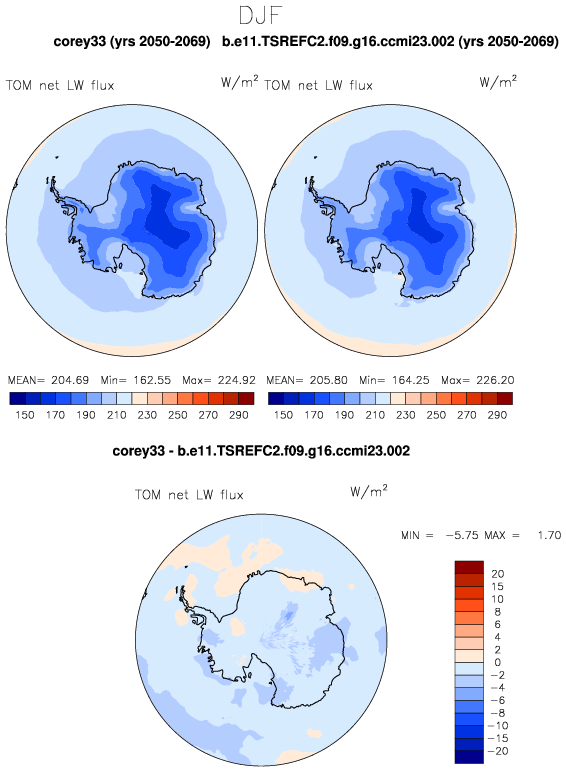 DJF
corey33 (yrs 2050-2069) b.e11.TSREFC2.f09.g16.ccmi23.002 (yrs 2050-2069)
TOM net LW flux W/m² TOM net LW flux W/m²
MEAN= 204.69 Min= 162.55 Max= 224.92 MEAN= 205.80 Min= 164.25 Max= 226.20
150 170 190 210 230 250 270 290 150 170 190 210 230 250 270 290
corey33 - b.e11.TSREFC2.f09.g16.ccmi23.002
TOM net LW flux W/m²
MIN = -5.75 MAX = 1.70
20
15
10
8
6
4
2
0
-2
-4
-6
-8
-10
-15
-20